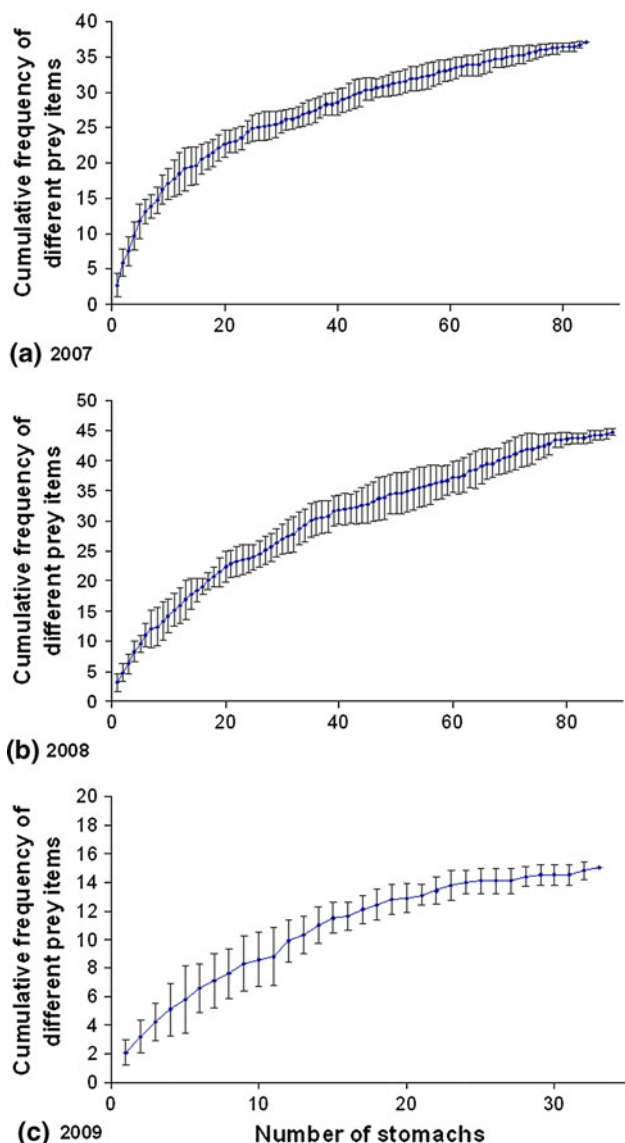 40
35
30
25
20
15
10
5
0
Cumulative frequency of
different prey items
0 20 40 60 80
(a) 2007
50
45
40
35
30
25
20
15
10
5
0
Cumulative frequency of
different prey items
0 20 40 60 80
(b) 2008
20
18
16
14
12
10
8
6
4
2
0
Cumulative frequency of
different prey items
0 10 20 30
(c) 2009 Number of stomachs